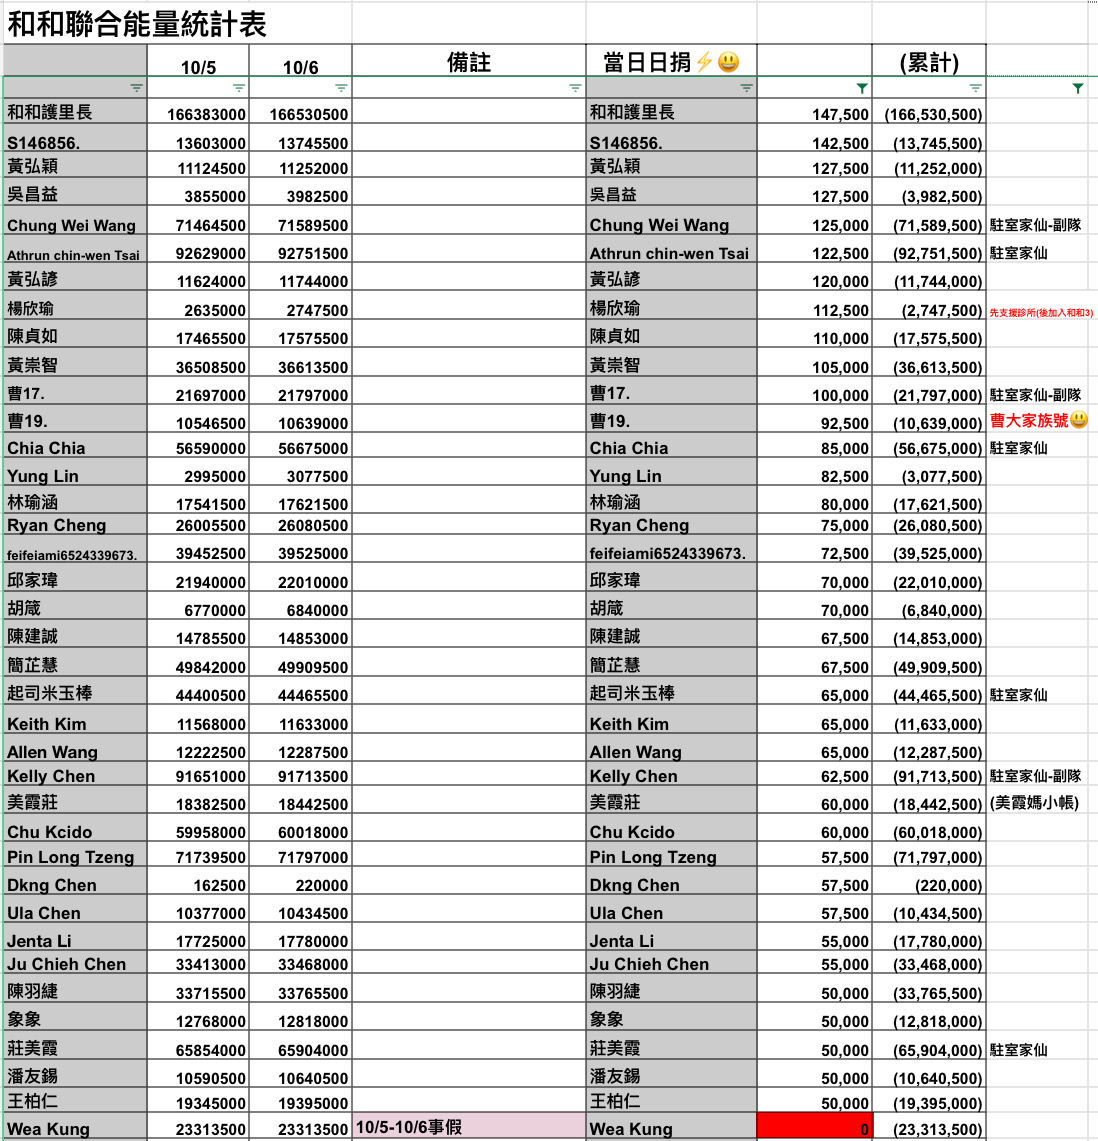 和和聯合能量統計表
10/5 10/6 備註 當日日捐⚡😃 (累計)
和和護里長 166383000 166530500 和和護里長 147,500 (166,530,500)
S146856. 13603000 13745500 S146856. 142,500 (13,745,500)
黃弘穎 11124500 11252000 黃弘穎 127,500 (11,252,000)
吳昌益 3855000 3982500 吳昌益 127,500 (3,982,500)
Chung Wei Wang 71464500 71589500 Chung Wei Wang 125,000 (71,589,500) 駐室家仙-副隊
Athrun chin-wen Tsai 92629000 92751500 Athrun chin-wen Tsai 122,500 (92,751,500) 駐室家仙
黃弘諺 11624000 11744000 黃弘諺 120,000 (11,744,000)
楊欣瑜 2635000 2747500 楊欣瑜 112,500 (2,747,500) 先支援診所(後加入和和3)
陳貞如 17465500 17575500 陳貞如 110,000 (17,575,500)
黃崇智 36508500 36613500 黃崇智 105,000 (36,613,500)
曹17. 21697000 21797000 曹17. 100,000 (21,797,000) 駐室家仙-副隊
曹19. 10546500 10639000 曹19. 92,500 (10,639,000) 曹大家族號😃
Chia Chia 56590000 56675000 Chia Chia 85,000 (56,675,000) 駐室家仙
Yung Lin 2995000 3077500 Yung Lin 82,500 (3,077,500)
林瑜涵 17541500 17621500 林瑜涵 80,000 (17,621,500)
Ryan Cheng 26005500 26080500 Ryan Cheng 75,000 (26,080,500)
feifeiami6524339673. 39452500 39525000 feifeiami6524339673. 72,500 (39,525,000)
邱家瑋 21940000 22010000 邱家瑋 70,000 (22,010,000)
胡箴 6770000 6840000 胡箴 70,000 (6,840,000)
陳建誠 14785500 14853000 陳建誠 67,500 (14,853,000)
簡芷慧 49842000 49909500 簡芷慧 67,500 (49,909,500)
起司米玉棒 44400500 44465500 起司米玉棒 65,000 (44,465,500) 駐室家仙
Keith Kim 11568000 11633000 Keith Kim 65,000 (11,633,000)
Allen Wang 12222500 12287500 Allen Wang 65,000 (12,287,500)
Kelly Chen 91651000 91713500 Kelly Chen 62,500 (91,713,500) 駐室家仙-副隊
美霞莊 18382500 18442500 美霞莊 60,000 (18,442,500) (美霞媽小帳)
Chu Kcido 59958000 60018000 Chu Kcido 60,000 (60,018,000)
Pin Long Tzeng 71739500 71797000 Pin Long Tzeng 57,500 (71,797,000)
Dkng Chen 162500 220000 Dkng Chen 57,500 (220,000)
Ula Chen 10377000 10434500 Ula Chen 57,500 (10,434,500)
Jenta Li 17725000 17780000 Jenta Li 55,000 (17,780,000)
Ju Chieh Chen 33413000 33468000 Ju Chieh Chen 55,000 (33,468,000)
陳羽緁 33715500 33765500 陳羽緁 50,000 (33,765,500)
象象 12768000 12818000 象象 50,000 (12,818,000)
莊美霞 65854000 65904000 莊美霞 50,000 (65,904,000) 駐室家仙
潘友錫 10590500 10640500 潘友錫 50,000 (10,640,500)
王柏仁 19345000 19395000 王柏仁 50,000 (19,395,000)
Wea Kung 23313500 23313500 10/5-10/6事假 Wea Kung 0 (23,313,500)